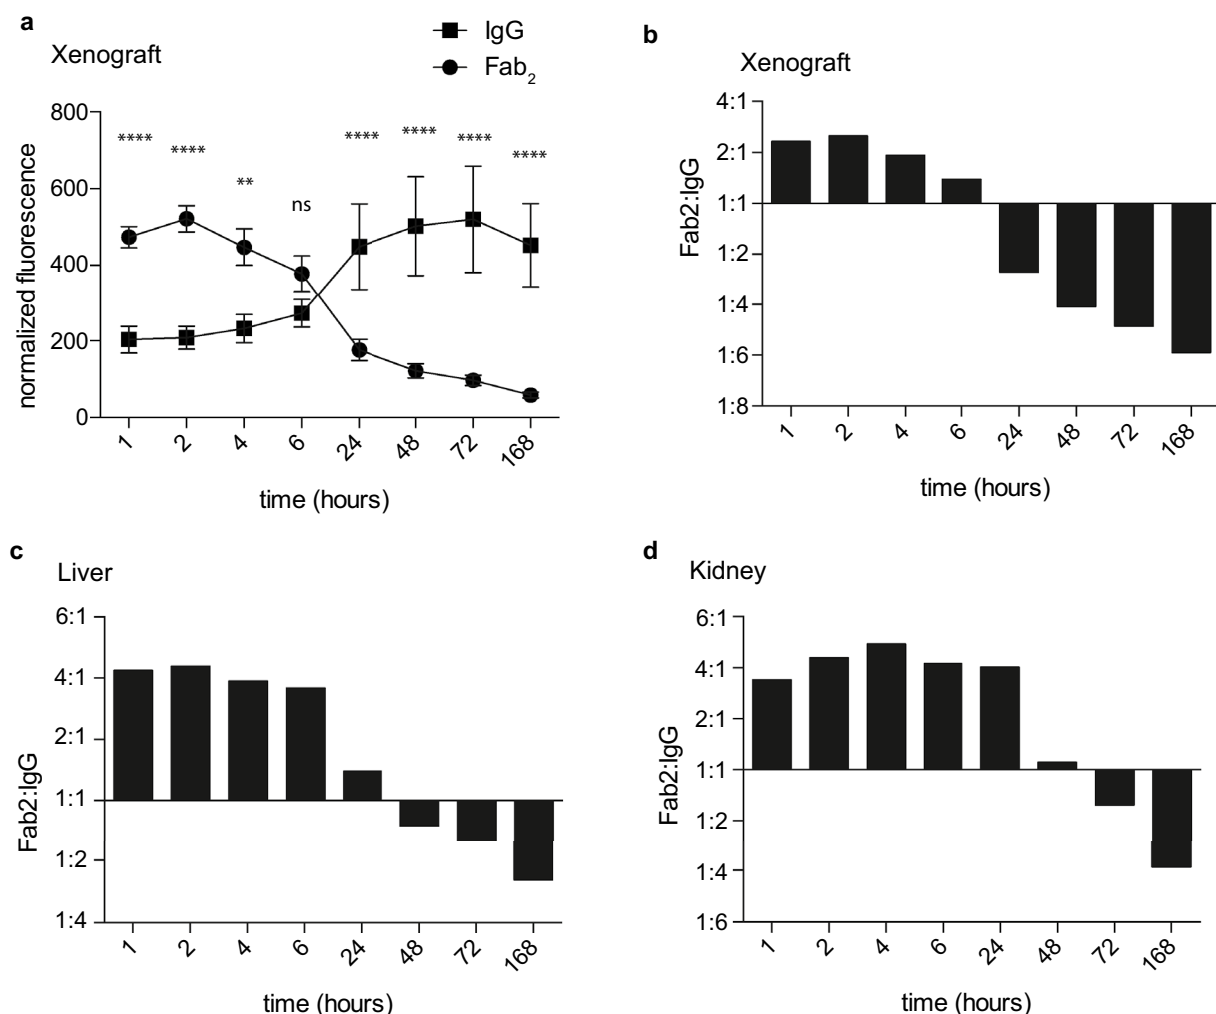 a
Xenograft
IgG
Fab2
800
600
400
200
0
normalized fluorescence
****
****
**
ns
****
****
****
****
1 2 4 6 24 48 72 168
time (hours)
b
Xenograft
4:1
2:1
1:1
1:2
1:4
1:6
1:8
Fab2:IgG
1 2 4 6 24 48 72 168
time (hours)
c
Liver
6:1
4:1
2:1
1:1
1:2
1:4
Fab2:IgG
1 2 4 6 24 48 72 168
time (hours)
d
Kidney
6:1
4:1
2:1
1:1
1:2
1:4
1:6
Fab2:IgG
1 2 4 6 24 48 72 168
time (hours)